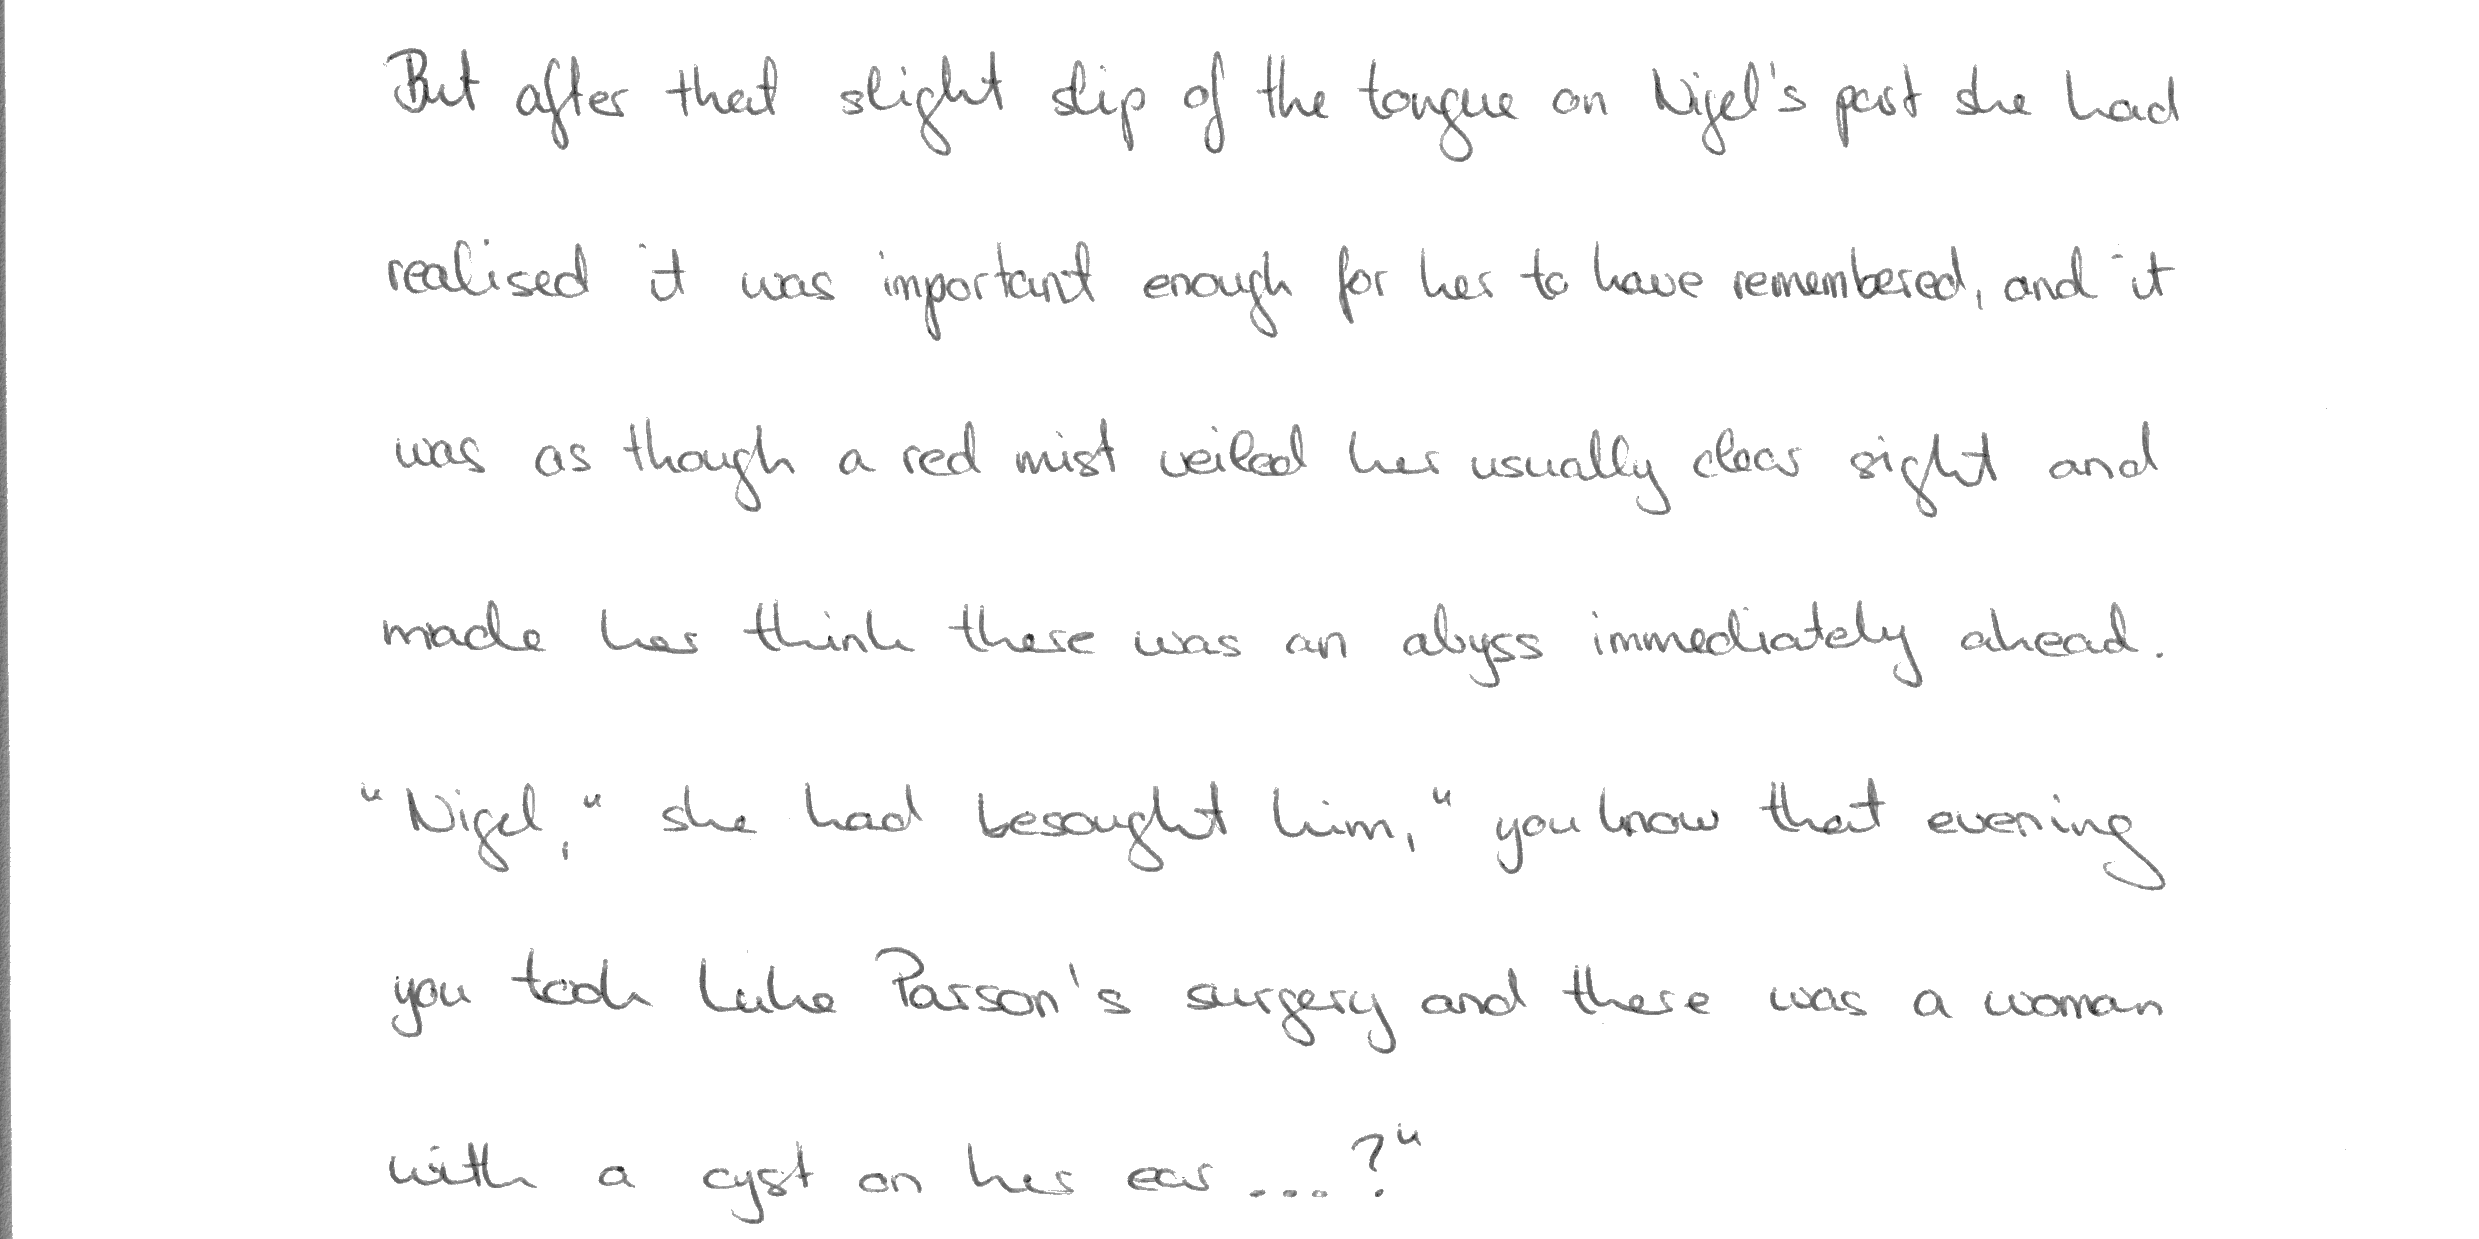 But after that slight slip of the tongue on Nigel's part she had
realised it was important enough for her to have remembered, and it
was as though a red mist veiled her usually clear sight and
made her think there was an abyss immediately ahead.
"Nigel," she had besought him, "you know that evening
you took Luke Parson's surgery and there was a woman
with a cyst on her ear ...?"